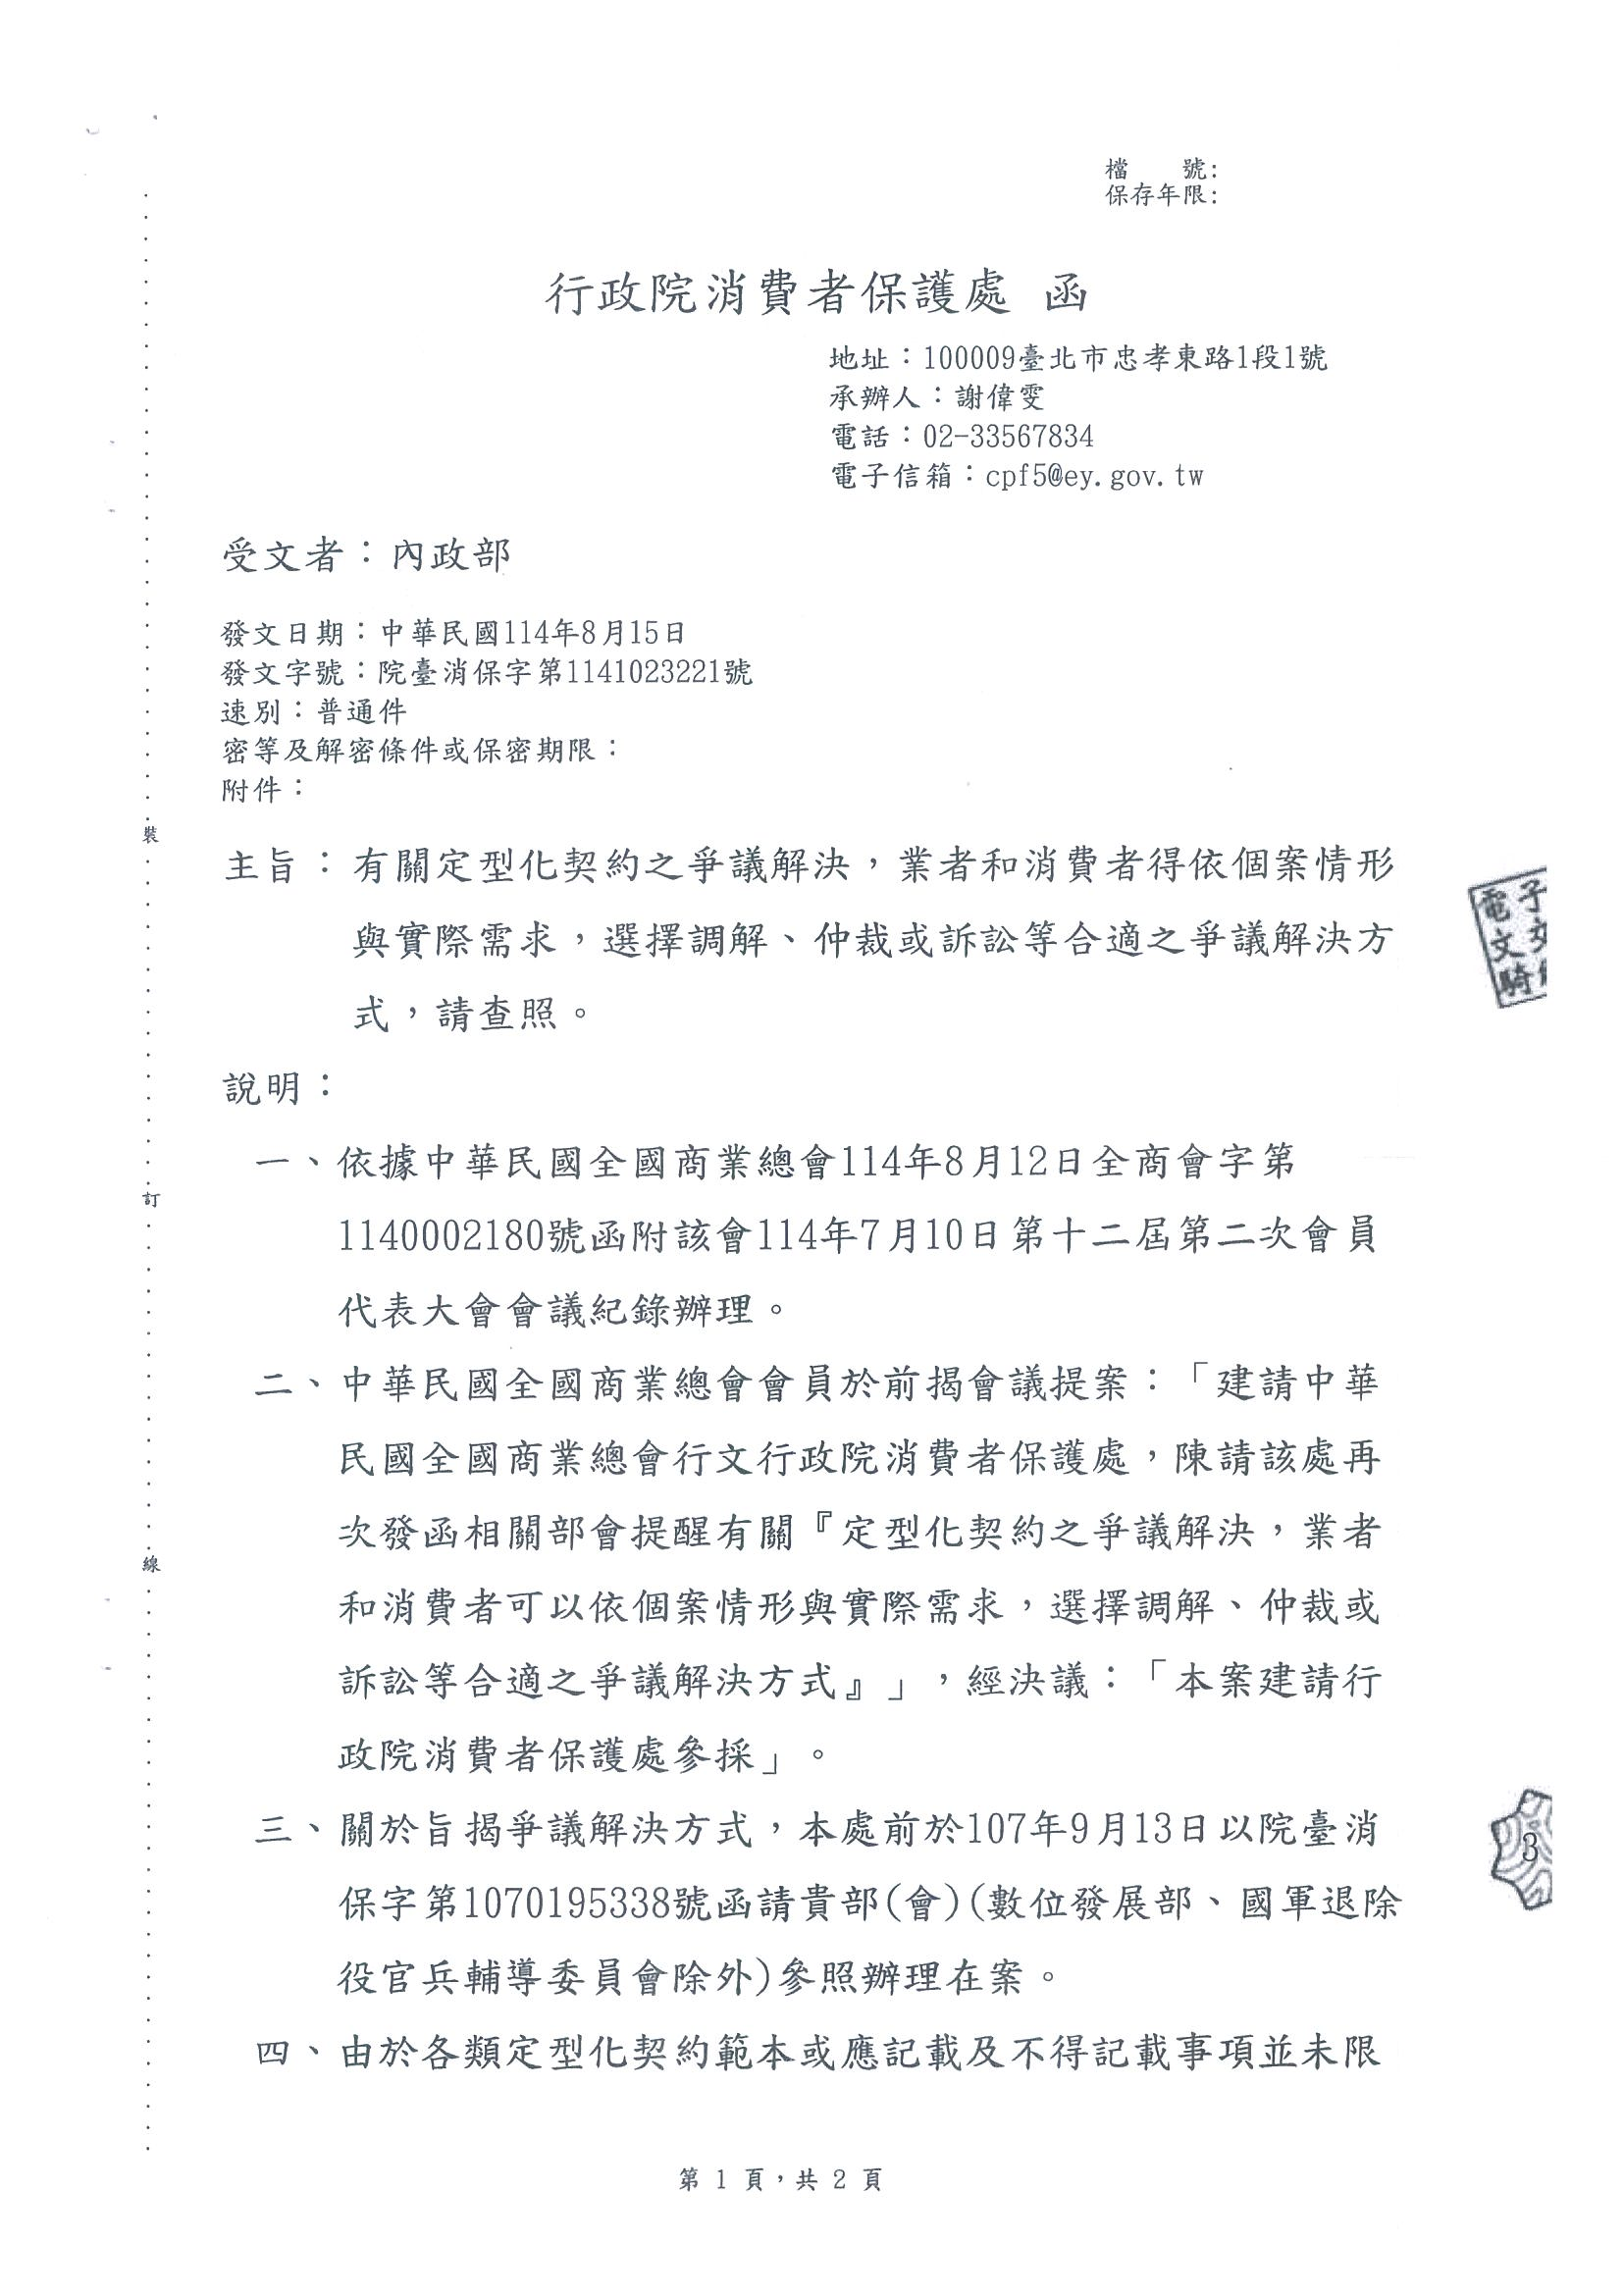 檔　　號:
保存年限:
行政院消費者保護處 函
地址：100009臺北市忠孝東路1段1號
承辦人：謝偉雯
電話：02-33567834
電子信箱：cpf5@ey.gov.tw
受文者：內政部
發文日期：中華民國114年8月15日
發文字號：院臺消保字第1141023221號
速別：普通件
密等及解密條件或保密期限：
附件：
主旨：有關定型化契約之爭議解決，業者和消費者得依個案情形
與實際需求，選擇調解、仲裁或訴訟等合適之爭議解決方
式，請查照。
說明：
一、依據中華民國全國商業總會114年8月12日全商會字第
1140002180號函附該會114年7月10日第十二屆第二次會員
代表大會會議紀錄辦理。
二、中華民國全國商業總會會員於前揭會議提案：「建請中華
民國全國商業總會行文行政院消費者保護處，陳請該處再
次發函相關部會提醒有關『定型化契約之爭議解決，業者
和消費者可以依個案情形與實際需求，選擇調解、仲裁或
訴訟等合適之爭議解決方式』」，經決議：「本案建請行
政院消費者保護處參採」。
三、關於旨揭爭議解決方式，本處前於107年9月13日以院臺消
保字第1070195338號函請貴部(會)(數位發展部、國軍退除
役官兵輔導委員會除外)參照辦理在案。
四、由於各類定型化契約範本或應記載及不得記載事項並未限
第 1 頁，共 2 頁
裝
訂
線
電子
文
騎
3